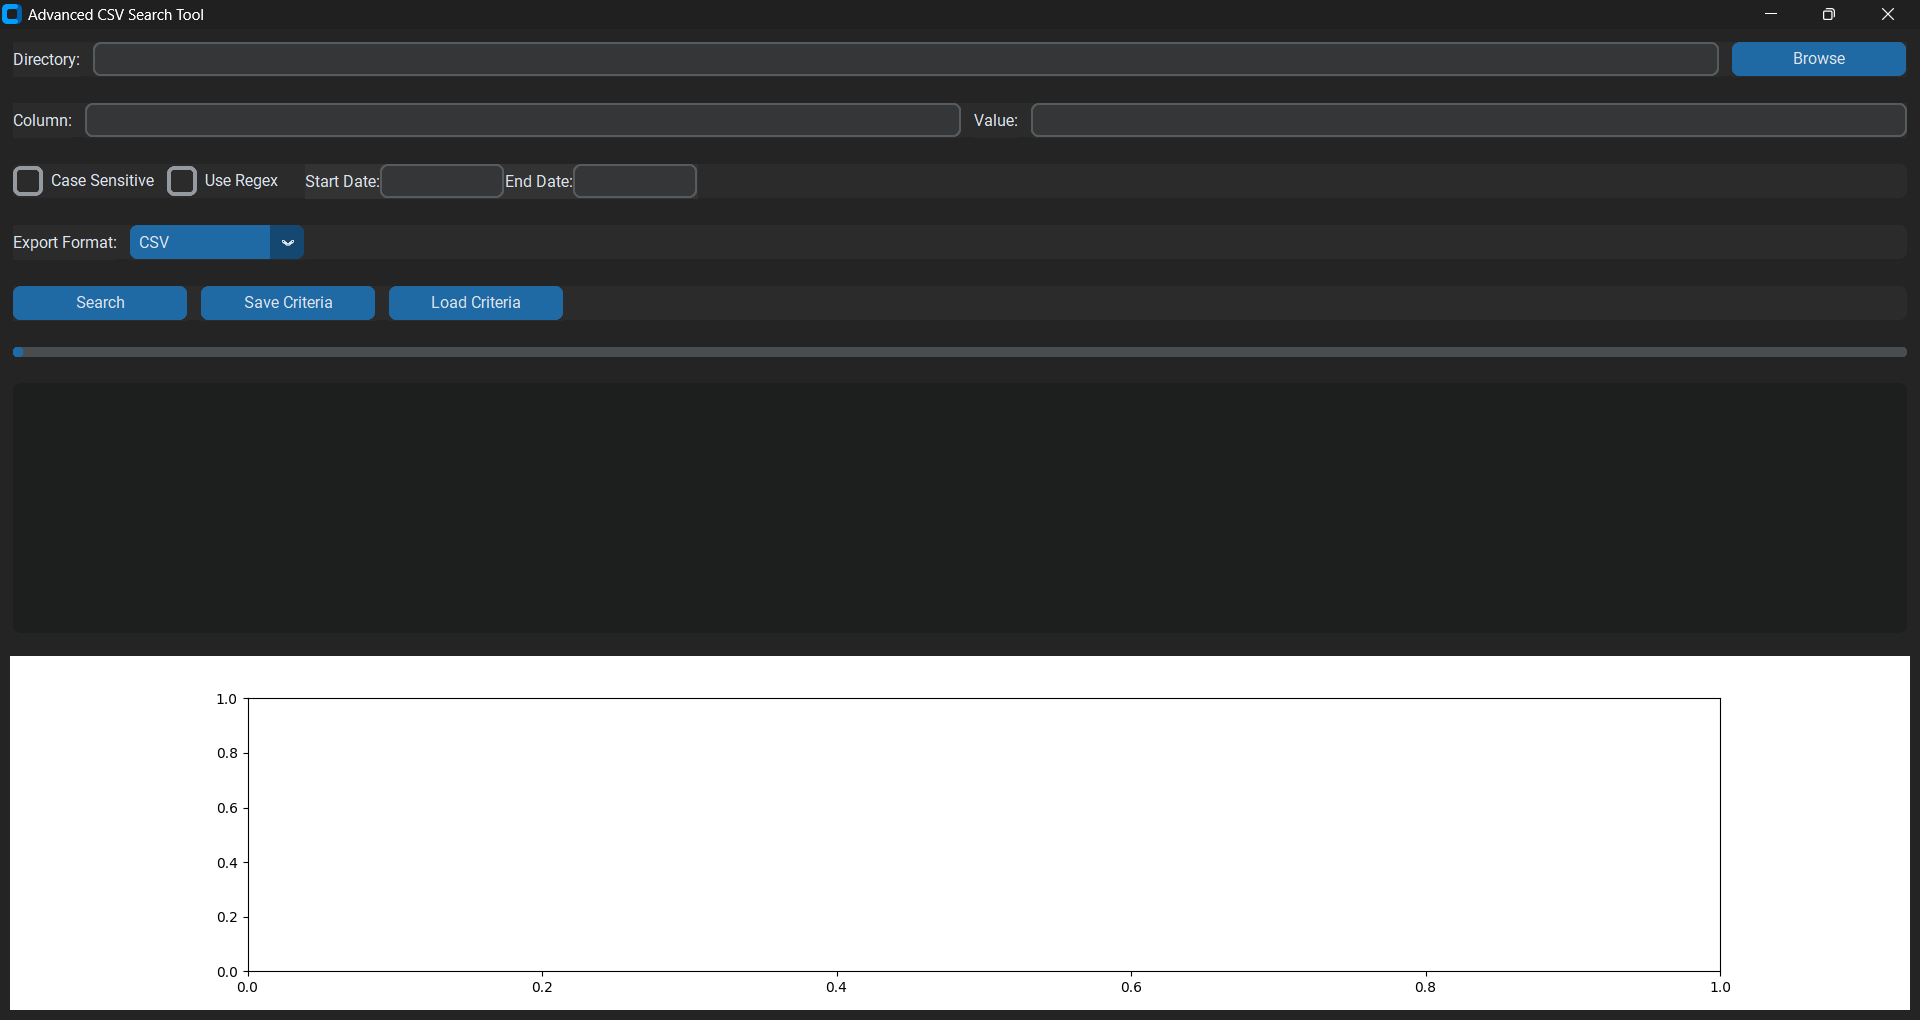 Advanced CSV Search Tool
Directory: Browse
Column: Value:
Case Sensitive Use Regex Start Date: End Date:
Export Format: CSV
Search Save Criteria Load Criteria
1.0
0.8
0.6
0.4
0.2
0.0
0.0 0.2 0.4 0.6 0.8 1.0